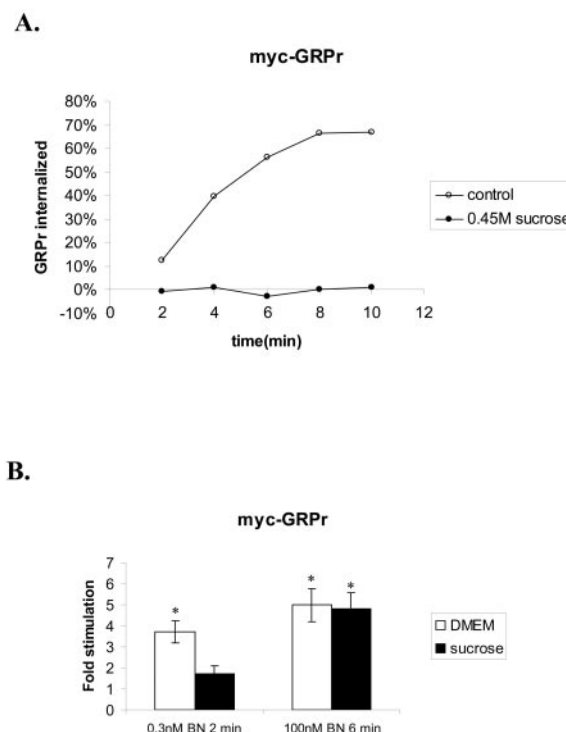 A.
myc-GRPr
80%
70%
60%
50%
40%
30%
20%
10%
0%
-10%
GRPr internalized
0 2 4 6 8 10 12
time(min)
control
0.45M sucrose
B.
myc-GRPr
7
6
5
4
3
2
1
0
Fold stimulation
* * *
0.3nM BN 2 min 100nM BN 6 min
DMEM
sucrose